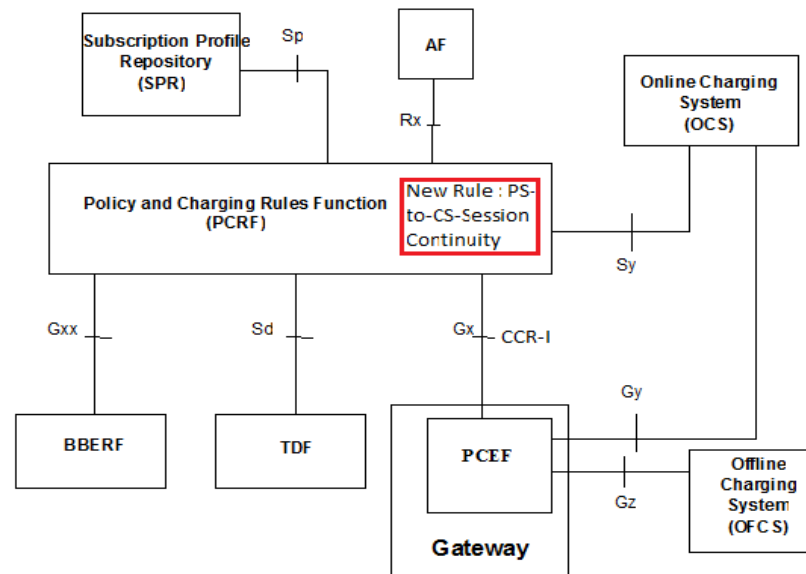 Subscription Profile
Repository
(SPR)
Sp
AF
Online Charging
System
(OCS)
Rx
Policy and Charging Rules Function
(PCRF)
New Rule : PS-
to-CS-Session
Continuity
Sy
Gxx
Sd
Gx
CCR-I
BBERF
TDF
PCEF
Gateway
Gy
Gz
Offline
Charging
System
(OFCS)